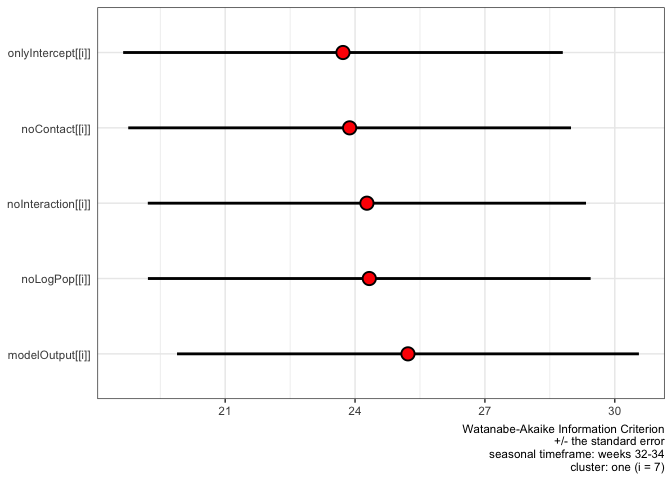 onlyIntercept[[i]]
noContact[[i]]
noInteraction[[i]]
noLogPop[[i]]
modelOutput[[i]]
21 24 27 30
Watanabe-Akaike Information Criterion
+/- the standard error
seasonal timeframe: weeks 32-34
cluster: one (i = 7)